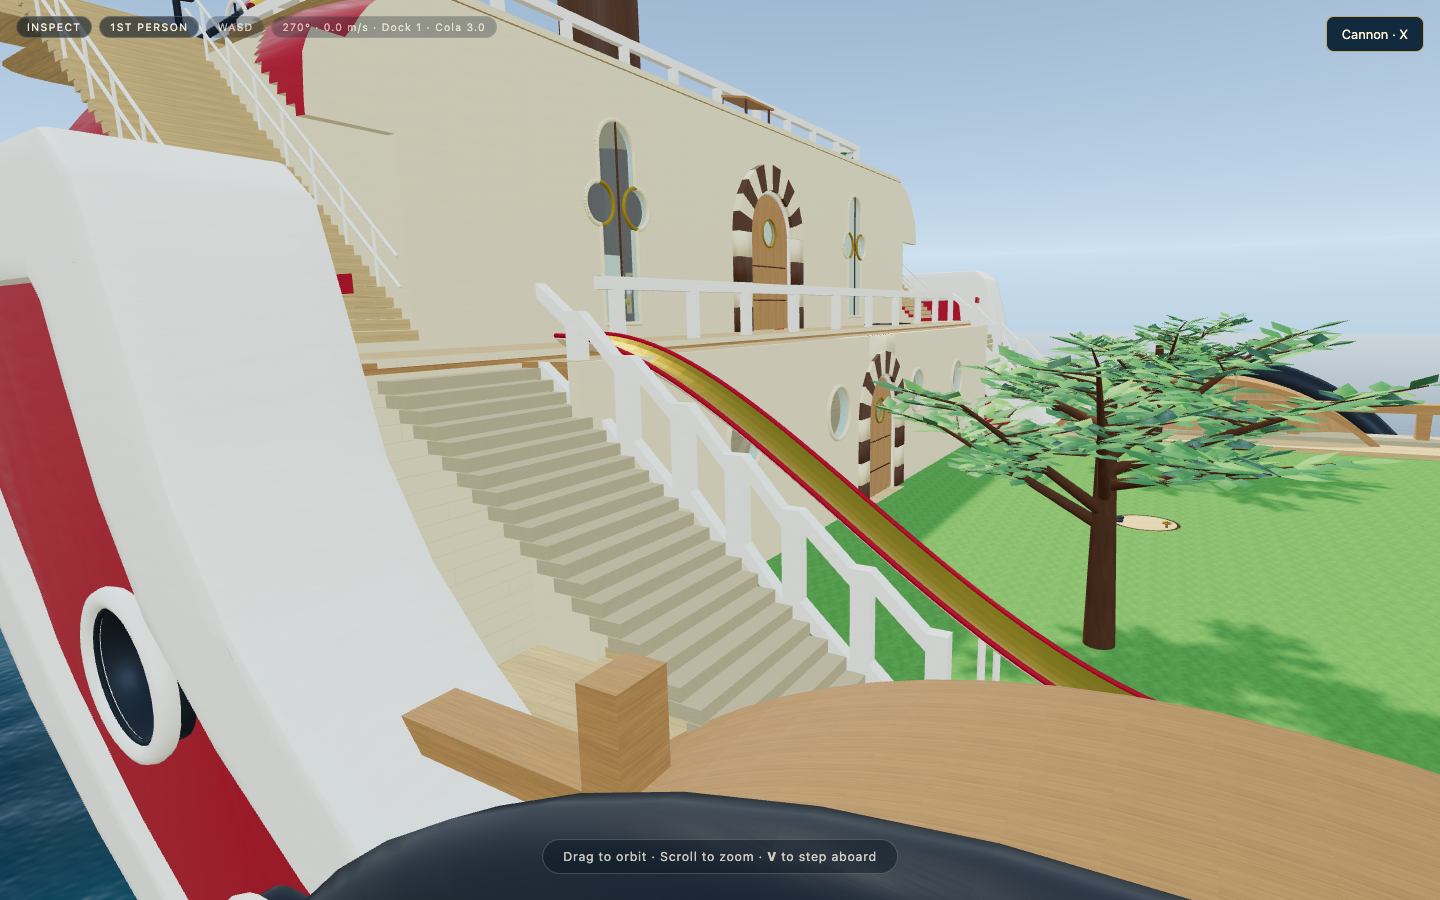 INSPECT
1ST PERSON
WASD
270° · 0.0 m/s · Dock 1 · Cola 3.0
Cannon · X
Drag to orbit · Scroll to zoom · V to step aboard